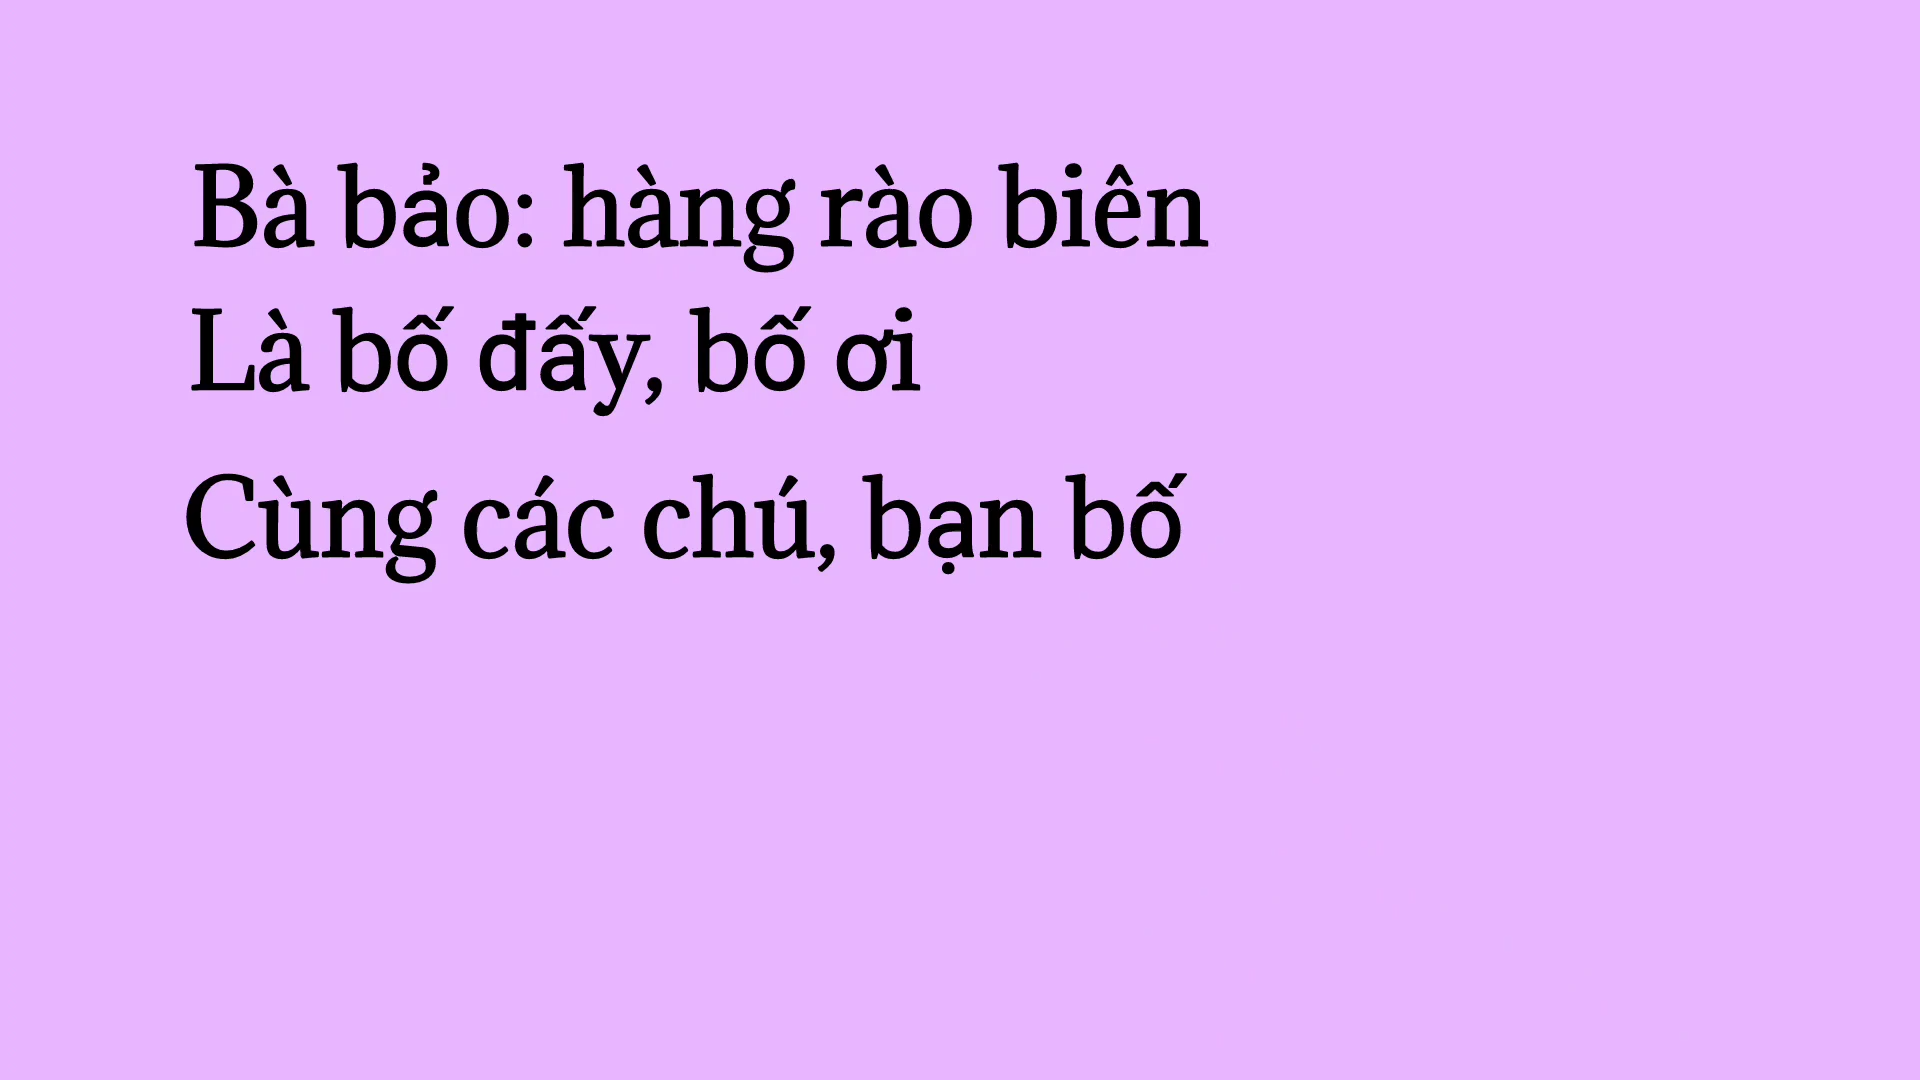 Bà bảo: hàng rào biên
Là bố đấy, bố ơi
Cùng các chú, bạn bố